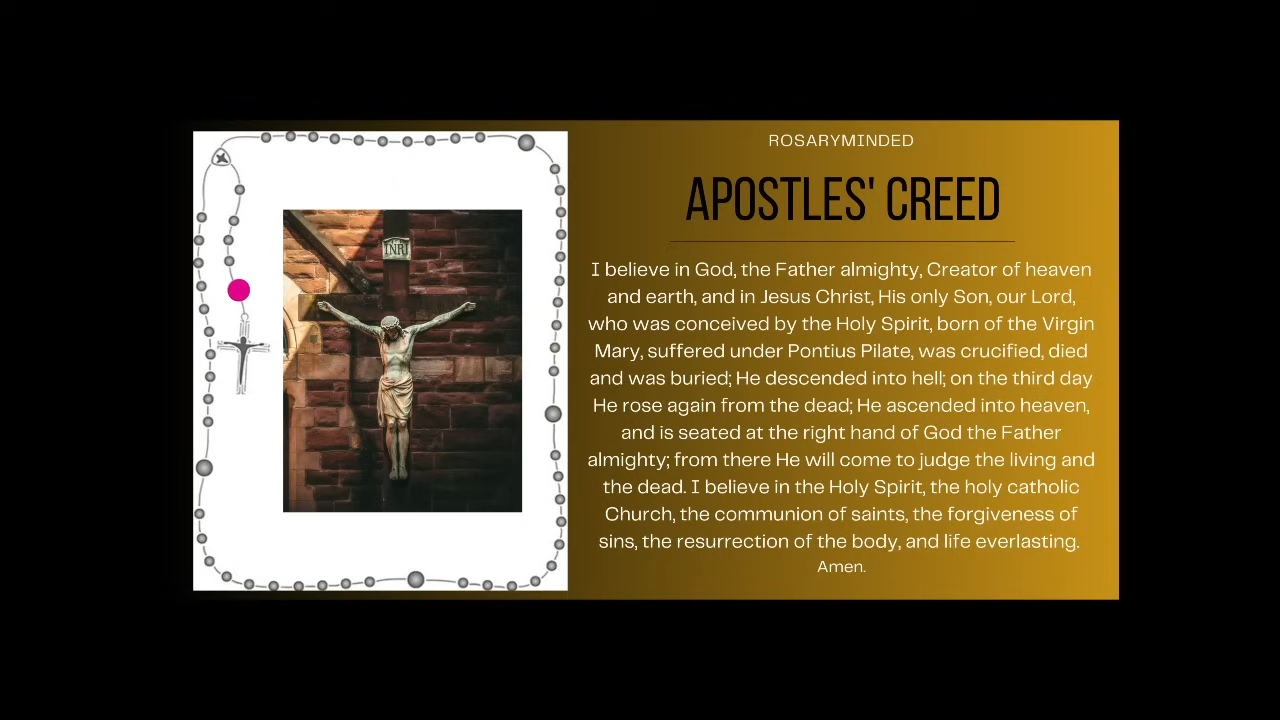 ROSARYMINDED
APOSTLES' CREED
INRI
I believe in God, the Father almighty, Creator of heaven
and earth, and in Jesus Christ, His only Son, our Lord,
who was conceived by the Holy Spirit, born of the Virgin
Mary, suffered under Pontius Pilate, was crucified, died
and was buried; He descended into hell; on the third day
He rose again from the dead; He ascended into heaven,
and is seated at the right hand of God the Father
almighty; from there He will come to judge the living and
the dead. I believe in the Holy Spirit, the holy catholic
Church, the communion of saints, the forgiveness of
sins, the resurrection of the body, and life everlasting.
Amen.